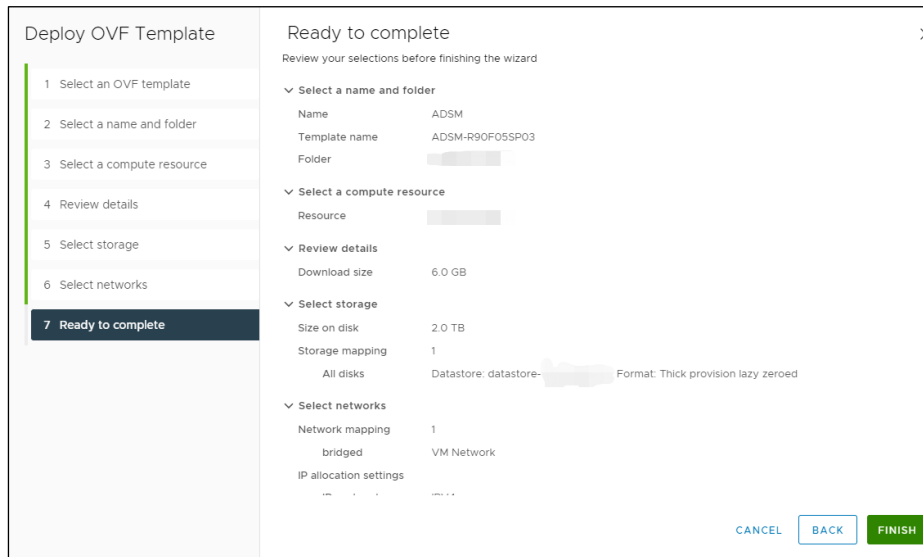 Deploy OVF Template
1 Select an OVF template
2 Select a name and folder
3 Select a compute resource
4 Review details
5 Select storage
6 Select networks
7 Ready to complete
Ready to complete
Review your selections before finishing the wizard
Select a name and folder
Name ADSM
Template name ADSM-R90F05SP03
Folder
Select a compute resource
Resource
Review details
Download size 6.0 GB
Select storage
Size on disk 2.0 TB
Storage mapping 1
All disks Datastore: datastore- Format: Thick provision lazy zeroed
Select networks
Network mapping 1
bridged VM Network
IP allocation settings
CANCEL BACK FINISH